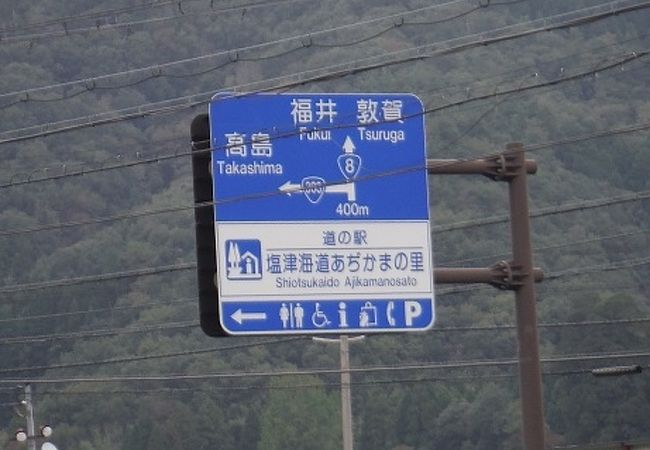 福井 敦賀
Fukui Tsuruga
高島
Takashima
8
303
400m
道の駅
塩津海道あぢかまの里
Shiotsukaido Ajikamanosato
i P